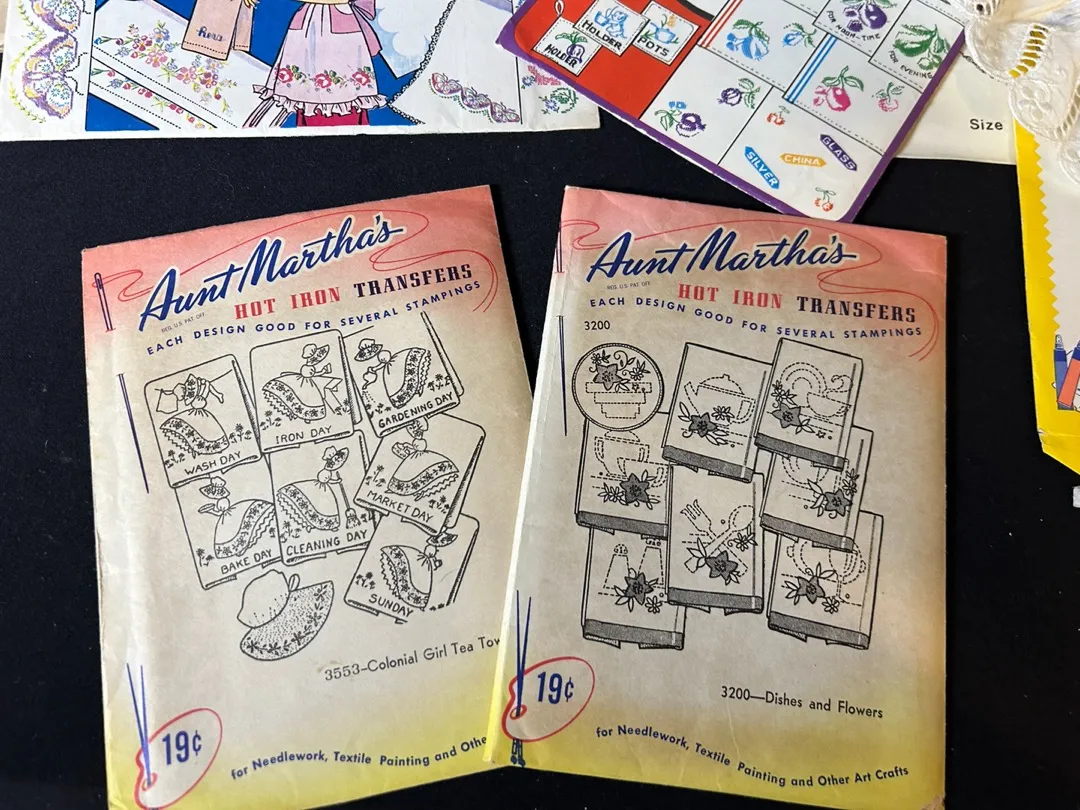 HOLDER
HOLDER
POTS
FOR
FOR EVENING
Size
SILVER
CHINA
GLASS
Aunt Martha's
REG. U.S. PAT. OFF.
HOT IRON TRANSFERS
EACH DESIGN GOOD FOR SEVERAL STAMPINGS
WASH DAY
IRON DAY
GARDENING DAY
BAKE DAY
CLEANING DAY
MARKET DAY
SUNDAY
3553—Colonial Girl Tea Tow
19¢
for Needlework, Textile Painting and Othe
Aunt Martha's
REG. U.S. PAT. OFF.
HOT IRON TRANSFERS
EACH DESIGN GOOD FOR SEVERAL STAMPINGS
3200
3200—Dishes and Flowers
19¢
for Needlework, Textile Painting and Other Art Crafts